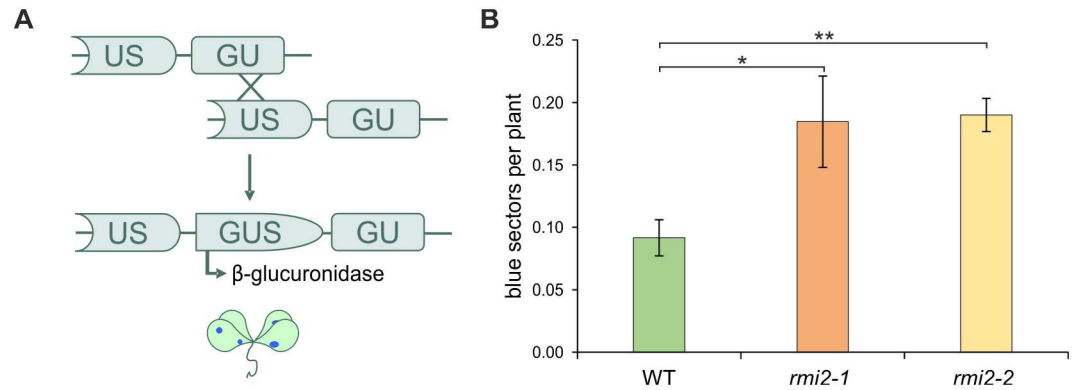 A
US GU
US GU
US GUS GU
β-glucuronidase
B
blue sectors per plant
0.25
0.20
0.15
0.10
0.05
0.00
*
**
WT rmi2-1 rmi2-2